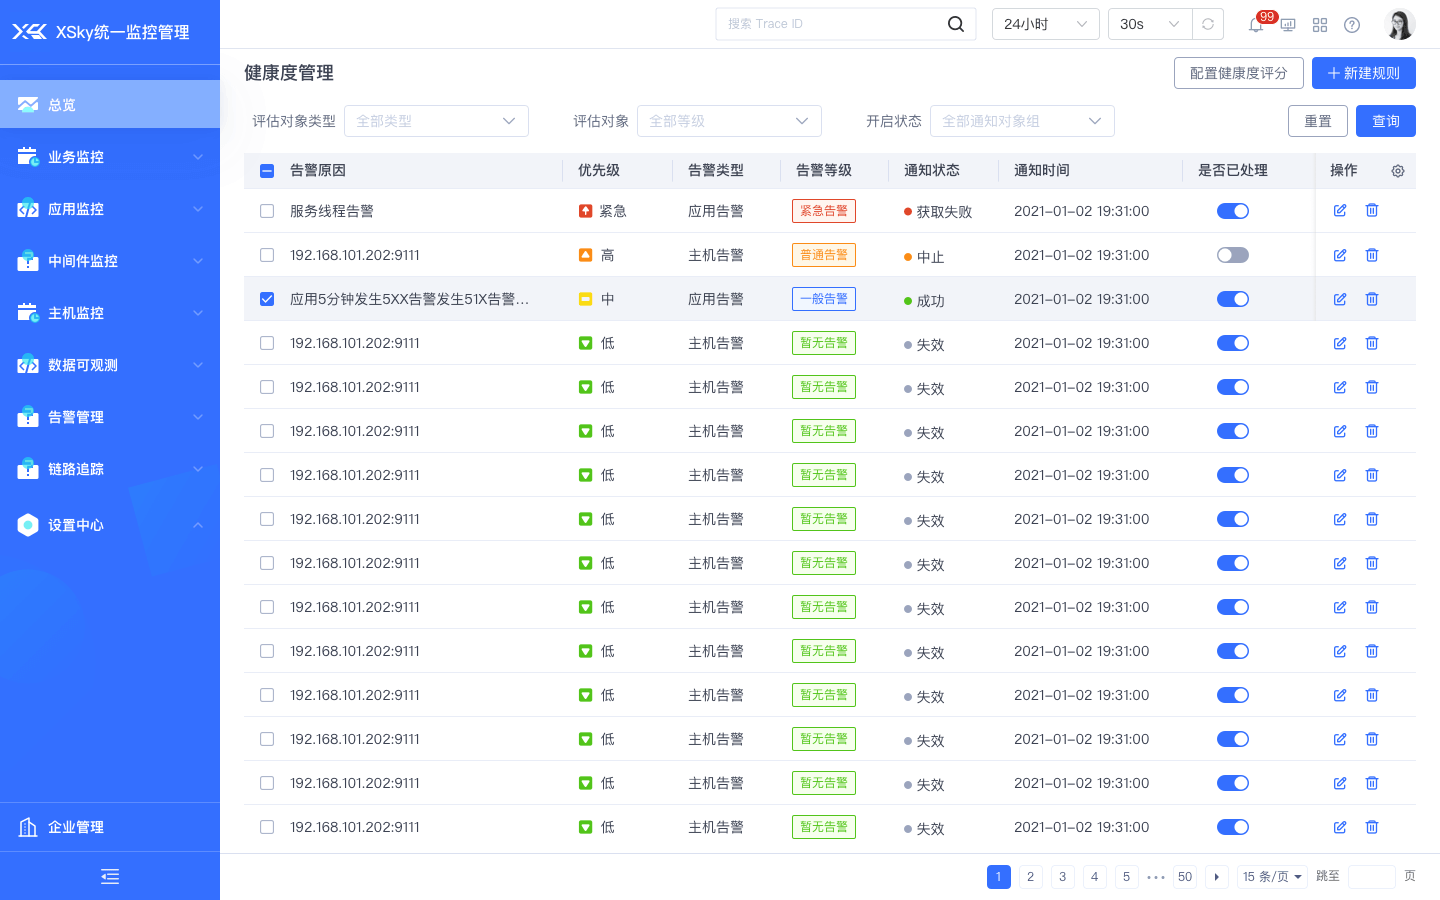 XSky统一监控管理
搜索 Trace ID
24小时
30s
99
总览
业务监控
应用监控
中间件监控
主机监控
数据可观测
告警管理
链路追踪
设置中心
企业管理
健康度管理
配置健康度评分
新建规则
评估对象类型 全部类型 评估对象 全部等级 开启状态 全部通知对象组 重置 查询
告警原因 优先级 告警类型 告警等级 通知状态 通知时间 是否已处理 操作
服务线程告警 紧急 应用告警 紧急告警 获取失败 2021-01-02 19:31:00
192.168.101.202:9111 高 主机告警 普通告警 中止 2021-01-02 19:31:00
应用5分钟发生5XX告警发生51X告警... 中 应用告警 一般告警 成功 2021-01-02 19:31:00
192.168.101.202:9111 低 主机告警 暂无告警 失效 2021-01-02 19:31:00
192.168.101.202:9111 低 主机告警 暂无告警 失效 2021-01-02 19:31:00
192.168.101.202:9111 低 主机告警 暂无告警 失效 2021-01-02 19:31:00
192.168.101.202:9111 低 主机告警 暂无告警 失效 2021-01-02 19:31:00
192.168.101.202:9111 低 主机告警 暂无告警 失效 2021-01-02 19:31:00
192.168.101.202:9111 低 主机告警 暂无告警 失效 2021-01-02 19:31:00
192.168.101.202:9111 低 主机告警 暂无告警 失效 2021-01-02 19:31:00
192.168.101.202:9111 低 主机告警 暂无告警 失效 2021-01-02 19:31:00
192.168.101.202:9111 低 主机告警 暂无告警 失效 2021-01-02 19:31:00
192.168.101.202:9111 低 主机告警 暂无告警 失效 2021-01-02 19:31:00
192.168.101.202:9111 低 主机告警 暂无告警 失效 2021-01-02 19:31:00
192.168.101.202:9111 低 主机告警 暂无告警 失效 2021-01-02 19:31:00
1 2 3 4 5 ••• 50 15 条/页 跳至 页